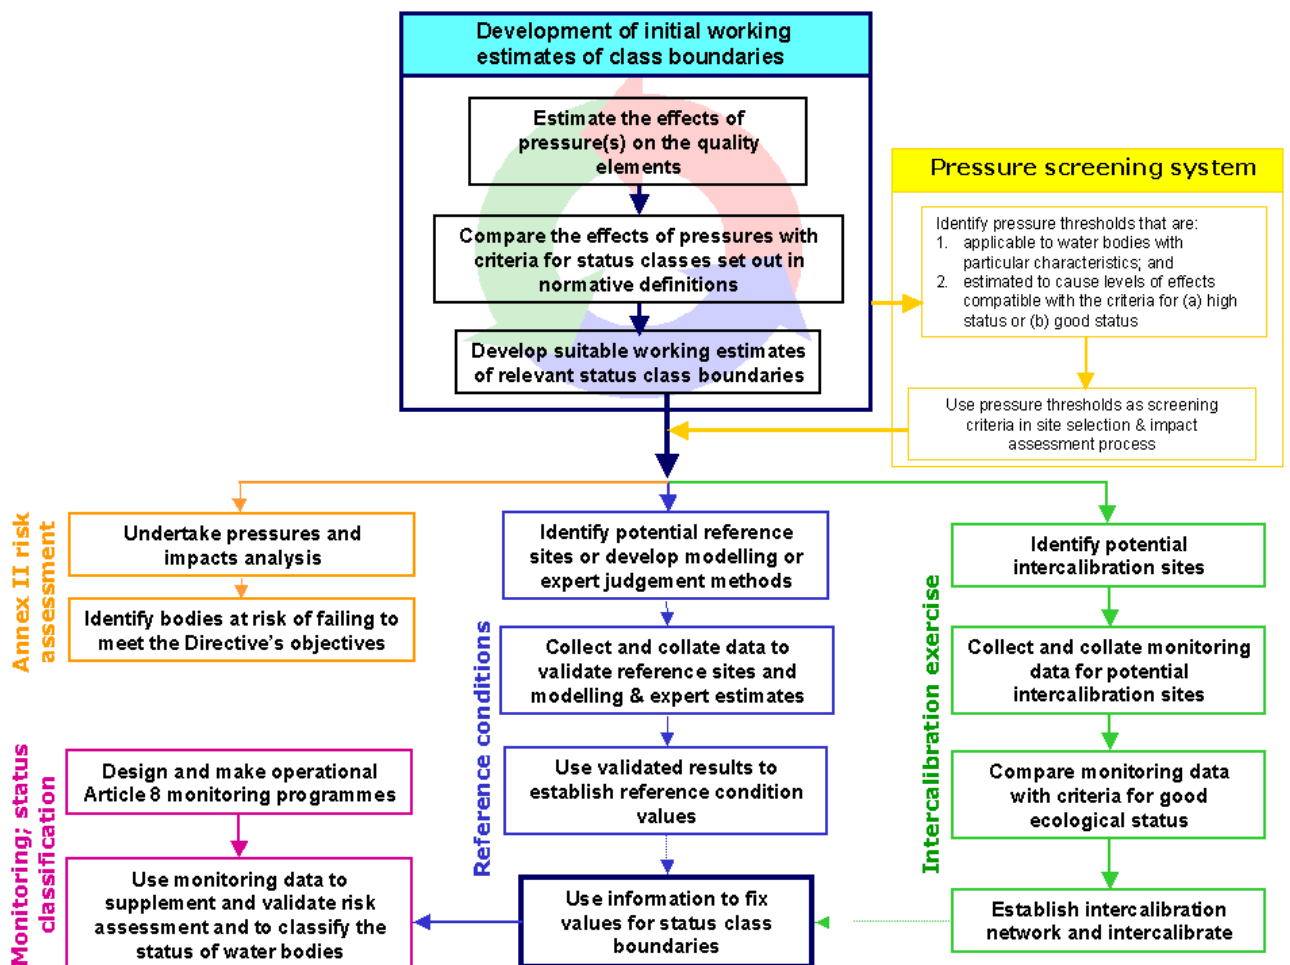 Development of initial working
estimates of class boundaries
Estimate the effects of
pressure(s) on the quality
elements
Compare the effects of pressures with
criteria for status classes set out in
normative definitions
Develop suitable working estimates
of relevant status class boundaries
Pressure screening system
Identify pressure thresholds that are:
1. applicable to water bodies with
particular characteristics; and
2. estimated to cause levels of effects
compatible with the criteria for (a) high
status or (b) good status
Use pressure thresholds as screening
criteria in site selection & impact
assessment process
Annex II risk
assessment
Undertake pressures and
impacts analysis
Identify bodies at risk of failing to
meet the Directive's objectives
Monitoring; status
classification
Design and make operational
Article 8 monitoring programmes
Use monitoring data to
supplement and validate risk
assessment and to classify the
status of water bodies
Reference conditions
Identify potential reference
sites or develop modelling or
expert judgement methods
Collect and collate data to
validate reference sites and
modelling & expert estimates
Use validated results to
establish reference condition
values
Use information to fix
values for status class
boundaries
Intercalibration exercise
Identify potential
intercalibration sites
Collect and collate monitoring
data for potential
intercalibration sites
Compare monitoring data
with criteria for good
ecological status
Establish intercalibration
network and intercalibrate